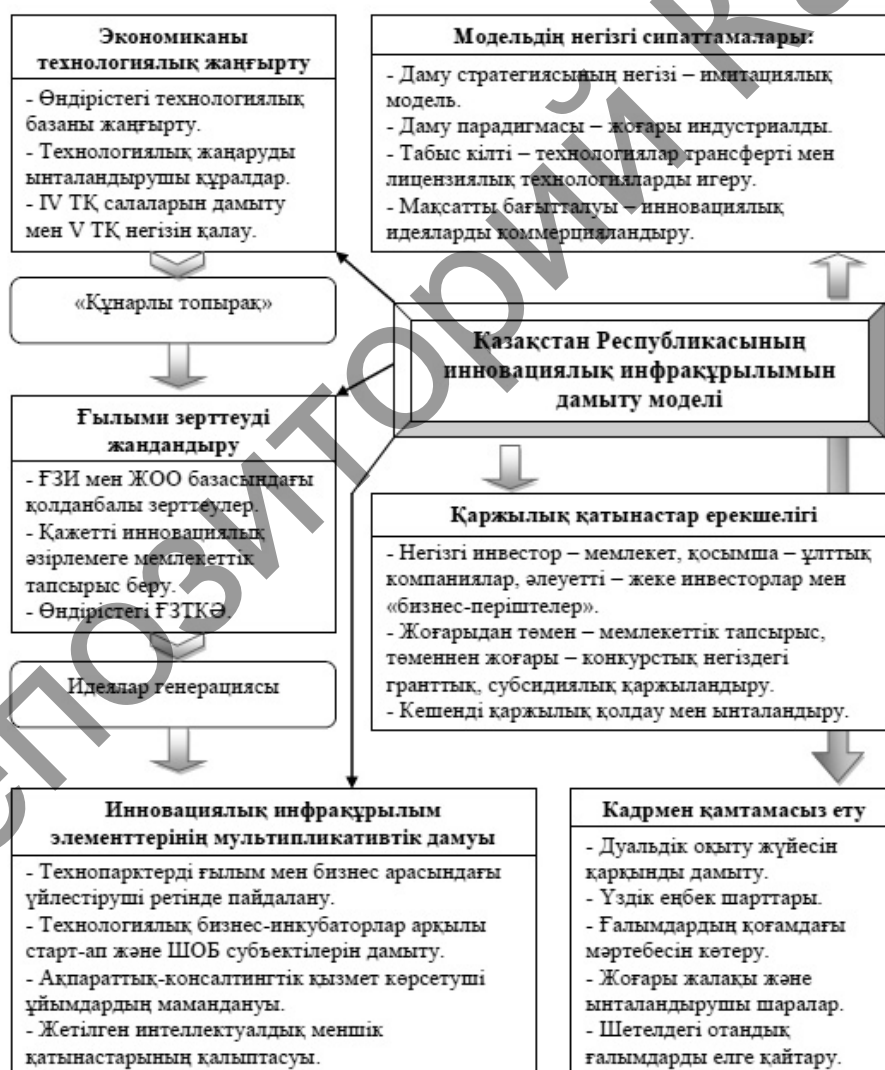 Экономиканы
технологиялық жаңғырту
- Өндірістегі технологиялық
базаны жаңғырту.
- Технологиялық жаңаруды
ынталандырушы құралдар.
- IV ТҚ салаларын дамыту
мен V ТҚ негізін қалау.
«Құнарлы топырақ»
Ғылыми зерттеуді
жандандыру
- ҒЗИ мен ЖОО базасындағы
қолданбалы зерттеулер.
- Қажетті инновациялық
әзірлемеге мемлекеттік
тапсырыс беру.
- Өндірістегі ҒЗТКӘ.
Идеялар генерациясы
Инновациялық инфрақұрылым
элементтерінің мультипликативтік дамуы
- Технопарктерді ғылым мен бизнес арасындағы
үйлестіруші ретінде пайдалану.
- Технологиялық бизнес-инкубаторлар арқылы
старт-ап және ШОБ субъектілерін дамыту.
- Ақпараттық-консалтингтік қызмет көрсетуші
ұйымдардың мамандануы.
- Жетілген интеллектуалдық меншік
қатынастарының қалыптасуы.
Модельдің негізгі сипаттамалары:
- Даму стратегиясының негізі – имитациялық
модель.
- Даму парадигмасы – жоғары индустриалды.
- Табыс кілті – технологиялар трансферті мен
лицензиялық технологияларды игеру.
- Мақсатты бағытталуы – инновациялық
идеяларды коммерцияландыру.
Қазақстан Республикасының
инновациялық инфрақұрылымын
дамыту моделі
Қаржылық қатынастар ерекшелігі
- Негізгі инвестор – мемлекет, қосымша – ұлттық
компаниялар, әлеуетті – жеке инвесторлар мен
«бизнес-періштелер».
- Жоғарыдан төмен – мемлекеттік тапсырыс,
төменнен жоғары – конкурстық негіздегі
гранттық, субсидиялық қаржыландыру.
- Кешенді қаржылық қолдау мен ынталандыру.
Кадрмен қамтамасыз ету
- Дуальдік оқыту жүйесін
қарқынды дамыту.
- Үздік еңбек шарттары.
- Ғалымдардың қоғамдағы
мәртебесін көтеру.
- Жоғары жалақы және
ынталандырушы шаралар.
- Шетелдегі отандық
ғалымдарды елге қайтару.
епозиторий Ка